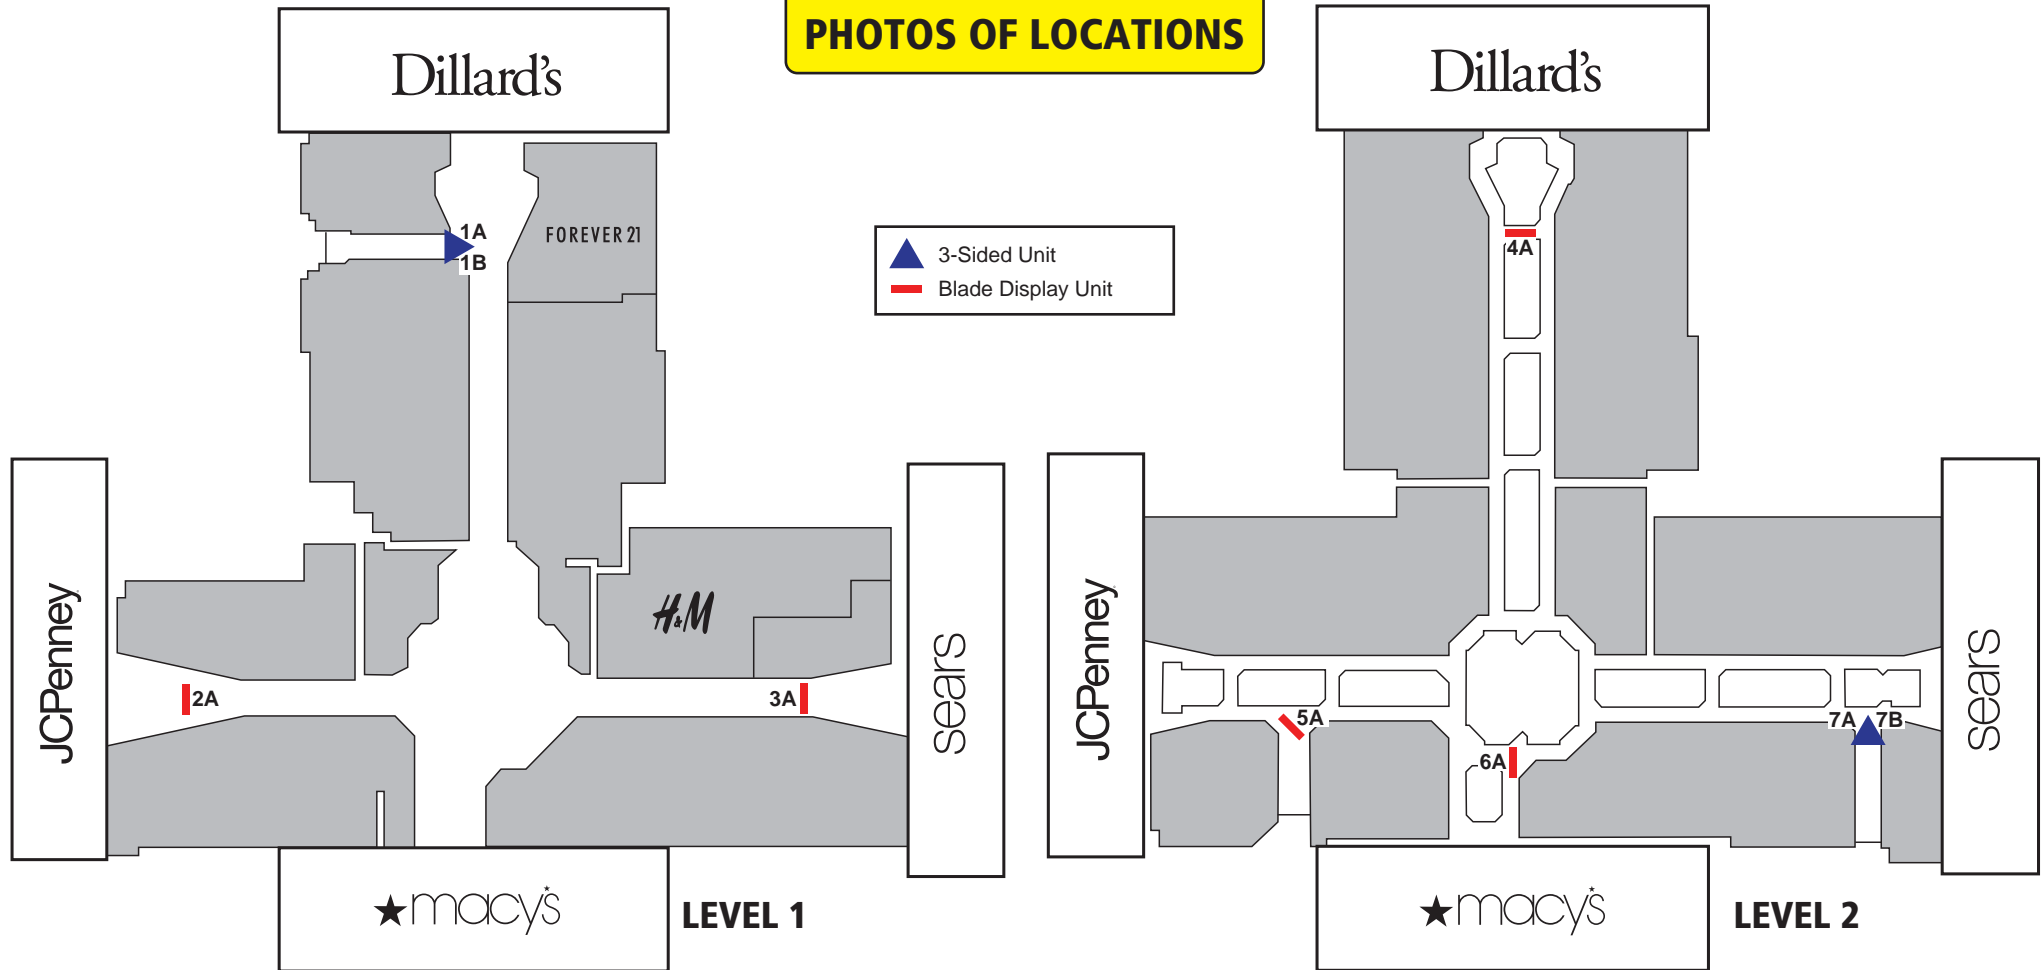 PHOTOS OF LOCATIONS
Dillard's
1A
1B
FOREVER 21
3-Sided Unit
Blade Display Unit
JCPenney
2A
H&M
3A
sears
macy's
LEVEL 1
Dillard's
4A
JCPenney
5A
6A
7A 7B
sears
macy's
LEVEL 2